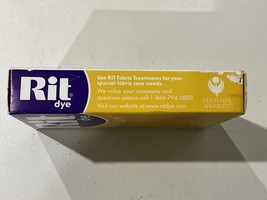 Rit
dye
Use Rit Fabric Treatments for your
special fabric care needs.
We value your comments and
questions please call 1-866-794-0800.
Visit our website at www.ritdye.com
PHOENIX
BRANDS